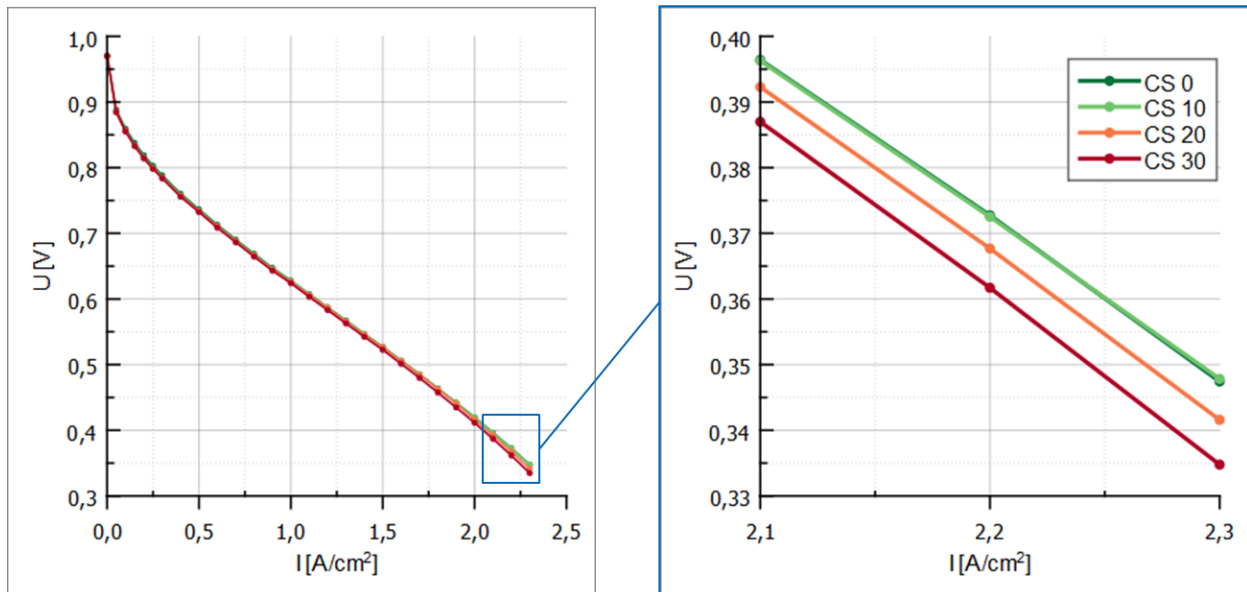 1,0
0,9
0,8
0,7
0,6
0,5
0,4
0,3
U [V]
0,0 0,5 1,0 1,5 2,0 2,5
I [A/cm²]
0,40
0,39
0,38
0,37
0,36
0,35
0,34
0,33
U [V]
2,1 2,2 2,3
I [A/cm²]
CS 0
CS 10
CS 20
CS 30